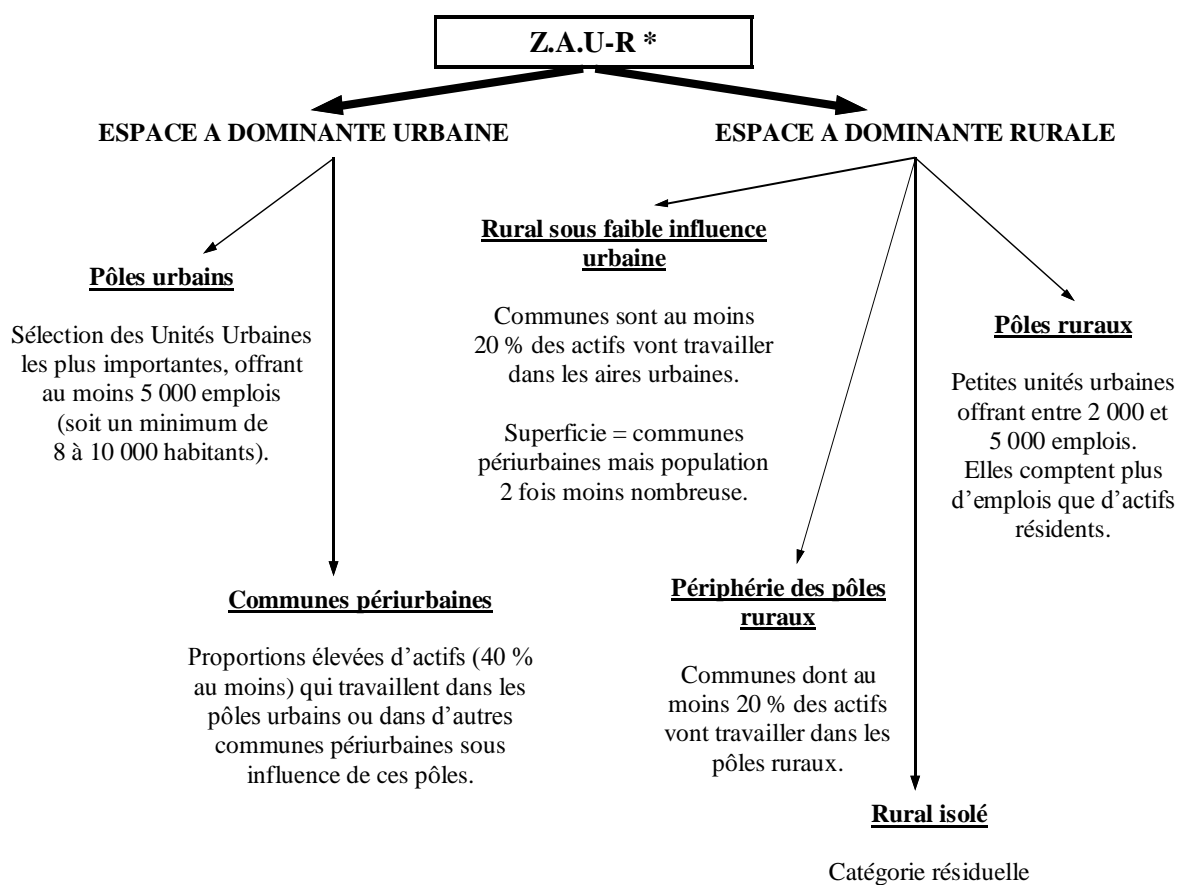 Z.A.U-R *
ESPACE A DOMINANTE URBAINE
ESPACE A DOMINANTE RURALE
Pôles urbains
Sélection des Unités Urbaines
les plus importantes, offrant
au moins 5 000 emplois
(soit un minimum de
8 à 10 000 habitants).
Communes périurbaines
Proportions élevées d’actifs (40 %
au moins) qui travaillent dans les
pôles urbains ou dans d’autres
communes périurbaines sous
influence de ces pôles.
Rural sous faible influence
urbaine
Communes sont au moins
20 % des actifs vont travailler
dans les aires urbaines.
Superficie = communes
périurbaines mais population
2 fois moins nombreuse.
Périphérie des pôles
ruraux
Communes dont au
moins 20 % des actifs
vont travailler dans les
pôles ruraux.
Pôles ruraux
Petites unités urbaines
offrant entre 2 000 et
5 000 emplois.
Elles comptent plus
d’emplois que d’actifs
résidents.
Rural isolé
Catégorie résiduelle